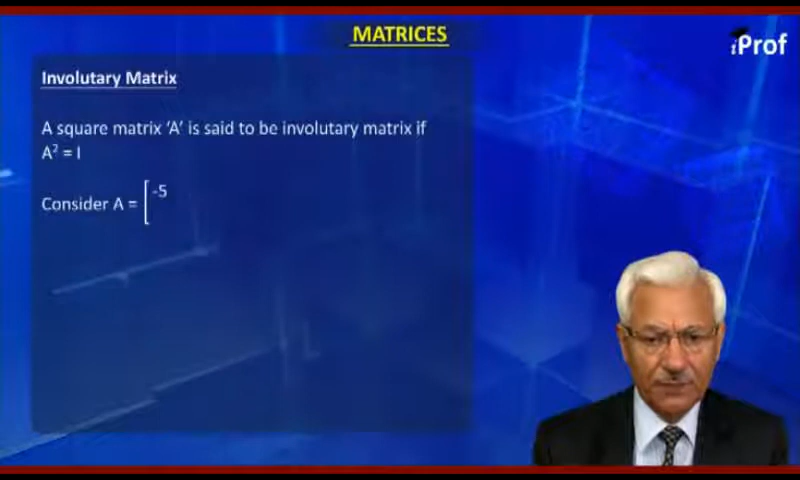 MATRICES
iProf
Involutary Matrix
A square matrix ‘A’ is said to be involutary matrix if
A² = I
Consider A = [ -5